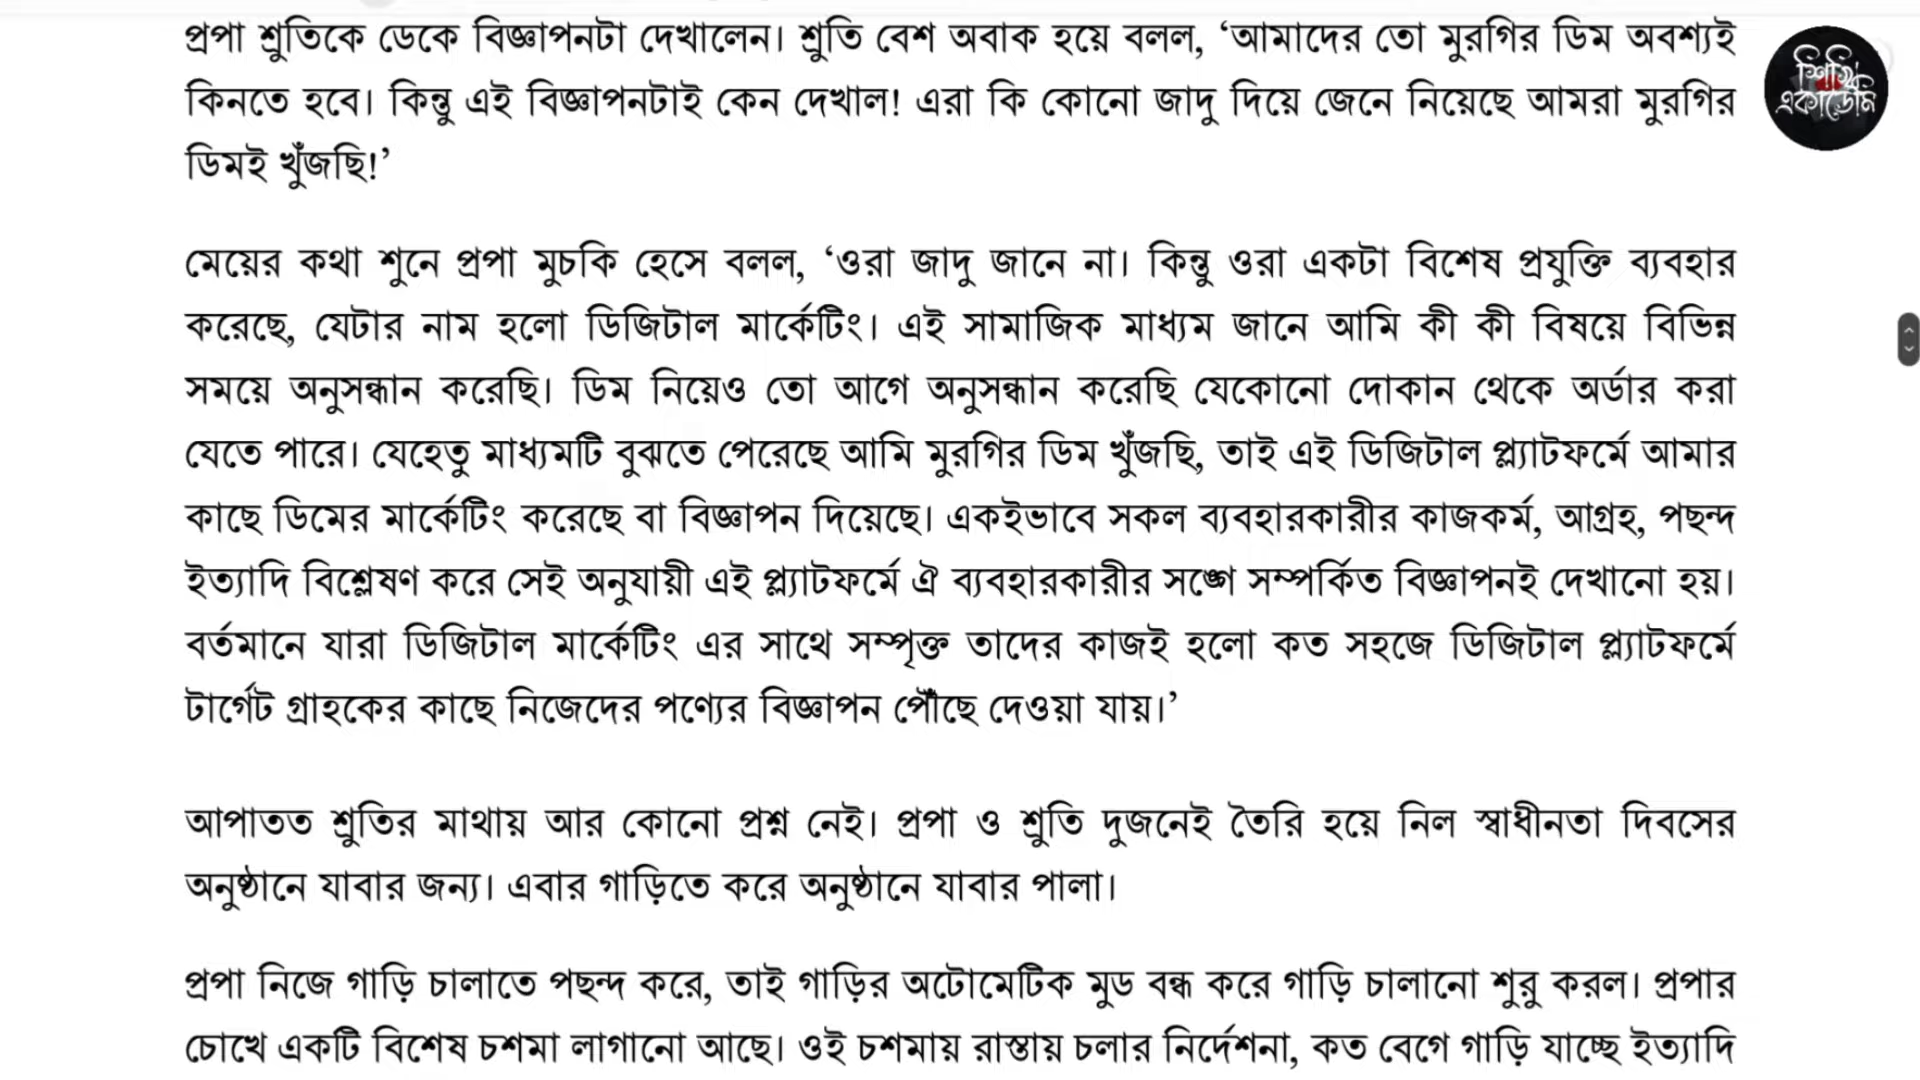 প্রপা শ্রুতিকে ডেকে বিজ্ঞাপনটা দেখালেন। শ্রুতি বেশ অবাক হয়ে বলল, ‘আমাদের তো মুরগির ডিম অবশ্যই
কিনতে হবে। কিন্তু এই বিজ্ঞাপনটাই কেন দেখাল! এরা কি কোনো জাদু দিয়ে জেনে নিয়েছে আমরা মুরগির
ডিমই খুঁজছি!’
মেয়ের কথা শুনে প্রপা মুচকি হেসে বলল, ‘ওরা জাদু জানে না। কিন্তু ওরা একটা বিশেষ প্রযুক্তি ব্যবহার
করেছে, যেটার নাম হলো ডিজিটাল মার্কেটিং। এই সামাজিক মাধ্যম জানে আমি কী কী বিষয়ে বিভিন্ন
সময়ে অনুসন্ধান করেছি। ডিম নিয়েও তো আগে অনুসন্ধান করেছি যেকোনো দোকান থেকে অর্ডার করা
যেতে পারে। যেহেতু মাধ্যমটি বুঝতে পেরেছে আমি মুরগির ডিম খুঁজছি, তাই এই ডিজিটাল প্ল্যাটফর্মে আমার
কাছে ডিমের মার্কেটিং করেছে বা বিজ্ঞাপন দিয়েছে। একইভাবে সকল ব্যবহারকারীর কাজকর্ম, আগ্রহ, পছন্দ
ইত্যাদি বিশ্লেষণ করে সেই অনুযায়ী এই প্ল্যাটফর্মে ঐ ব্যবহারকারীর সঙ্গে সম্পর্কিত বিজ্ঞাপনই দেখানো হয়।
বর্তমানে যারা ডিজিটাল মার্কেটিং এর সাথে সম্পৃক্ত তাদের কাজই হলো কত সহজে ডিজিটাল প্ল্যাটফর্মে
টার্গেট গ্রাহকের কাছে নিজেদের পণ্যের বিজ্ঞাপন পৌঁছে দেওয়া যায়।’
আপাতত শ্রুতির মাথায় আর কোনো প্রশ্ন নেই। প্রপা ও শ্রুতি দুজনেই তৈরি হয়ে নিল স্বাধীনতা দিবসের
অনুষ্ঠানে যাবার জন্য। এবার গাড়িতে করে অনুষ্ঠানে যাবার পালা।
প্রপা নিজে গাড়ি চালাতে পছন্দ করে, তাই গাড়ির অটোমেটিক মুড বন্ধ করে গাড়ি চালানো শুরু করল। প্রপার
চোখে একটি বিশেষ চশমা লাগানো আছে। ওই চশমায় রাস্তায় চলার নির্দেশনা, কত বেগে গাড়ি যাচ্ছে ইত্যাদি
একাডেমি